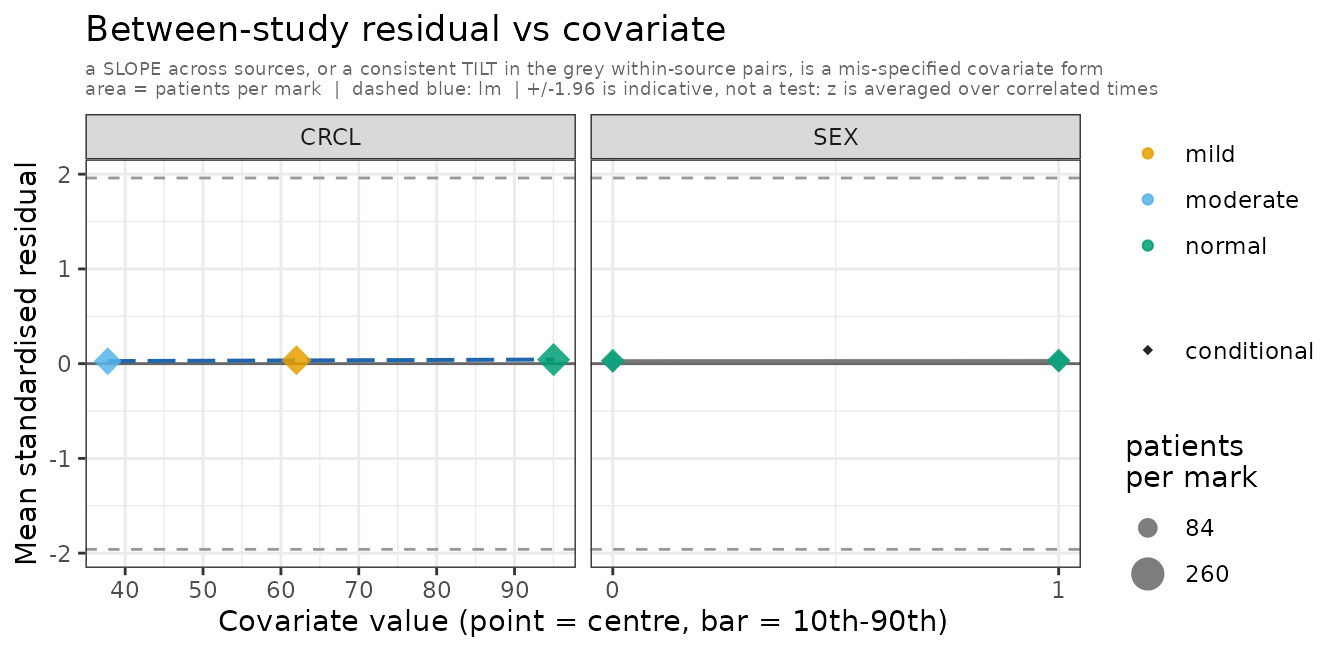 Between-study residual vs covariate
a SLOPE across sources, or a consistent TILT in the grey within-source pairs, is a mis-specified covariate form
area = patients per mark  |  dashed blue: lm  | +/-1.96 is indicative, not a test: z is averaged over correlated times
CRCL
SEX
Mean standardised residual
2
1
0
-1
-2
40
50
60
70
80
90
0
1
Covariate value (point = centre, bar = 10th-90th)
mild
moderate
normal
conditional
patients
per mark
84
260